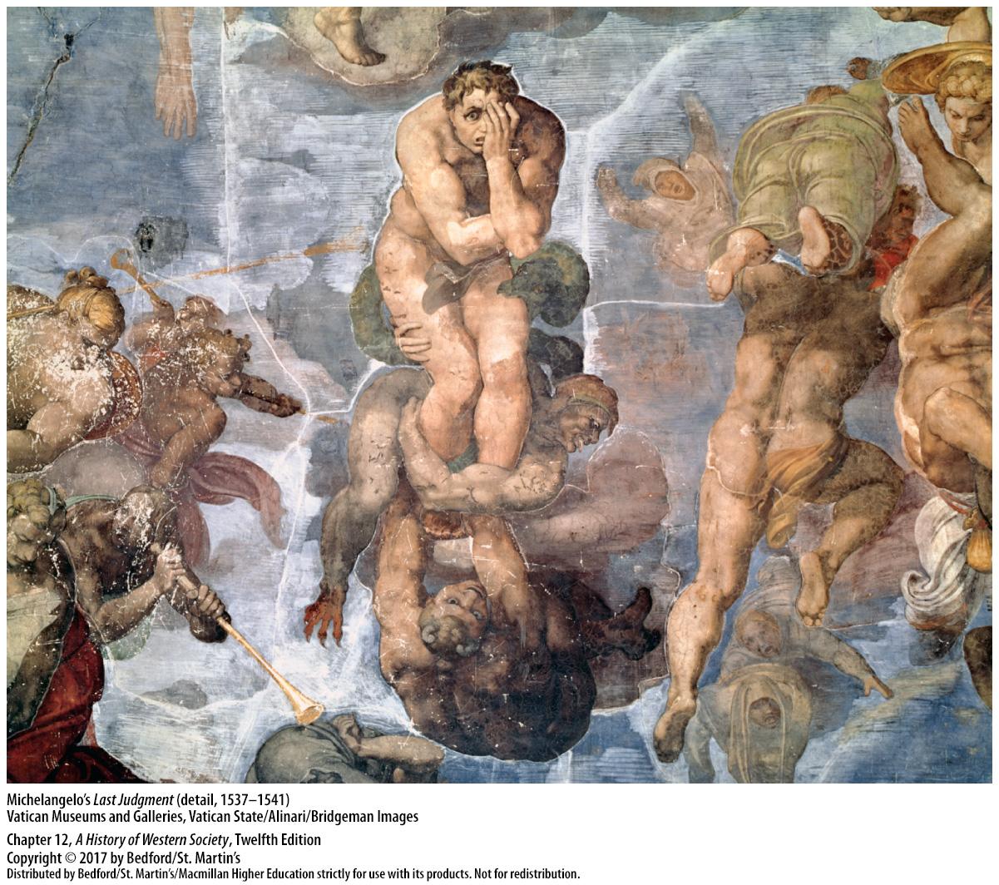 Michelangelo's Last Judgment (detail, 1537–1541)
Vatican Museums and Galleries, Vatican State/Alinari/Bridgeman Images
Chapter 12, A History of Western Society, Twelfth Edition
Copyright © 2017 by Bedford/St. Martin's
Distributed by Bedford/St. Martin's/Macmillan Higher Education strictly for use with its products. Not for redistribution.